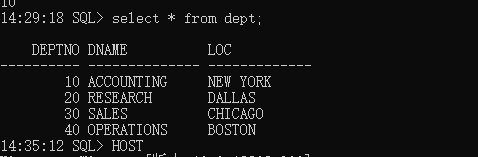 10
14:29:18 SQL> select * from dept;
DEPTNO DNAME LOC
---------- -------------- -------------
10 ACCOUNTING NEW YORK
20 RESEARCH DALLAS
30 SALES CHICAGO
40 OPERATIONS BOSTON
14:35:12 SQL> HOST